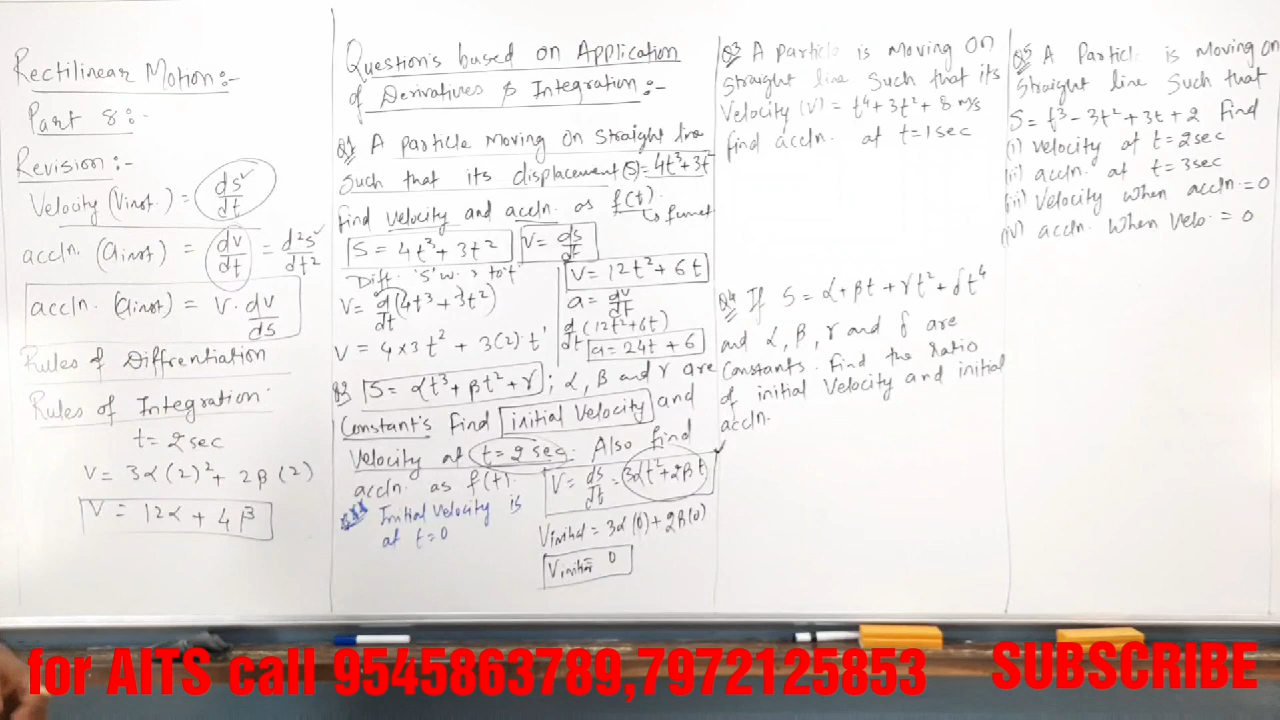 Rectilinear Motion:-
Part 8:-
Revision:-
Velocity (Vinst.) = ds/dt
accln. (ainst) = dv/dt = d²s/dt²
accln. (ainst) = V. dv/ds
Rules of Diffrentiation
Rules of Integration
t = 2 sec
V = 3α(2)² + 2β(2)
V = 12α + 4β
Question's based on Application
of Derivatives & Integration:-
Q1 A Particle Moving on Straight line
Such that its displacement (S) = 4t³+3t²
find velocity and accln. as f(t).
↳ funct
S = 4t³ + 3t²
V = ds/dt
Diff. 's' w.r to 't'
V = d/dt (4t³ + 3t²)
V = 4×3t² + 3(2)·t¹
V = 12t² + 6t
a = dv/dt
d/dt (12t²+6t)
a = 24t + 6
S = αt³ + βt² + γ ; α, β and γ are
Constant's find initial velocity and
velocity at t = 2 sec. Also find
accln. as f(t).
Initial Velocity is
at t=0
V = ds/dt = 3αt² + 2βt
Vinitial = 3α(0) + 2β(0)
Vinitial = 0
Q3 A Particle is Moving On
Straight line Such that its
Velocity (V) = t⁴ + 3t² + 8 m/s
find accln. at t = 1 sec
Q4 If S = α + βt + γt² + δt⁴
and α, β, γ and δ are
Constants. Find the ratio
of initial Velocity and initial
accln.
Q5 A Particle is Moving on
Straight line Such that
S = t³ - 3t² + 3t + 2 find
(i) velocity at t = 2sec
(ii) accln. at t = 3sec
(iii) Velocity when accln. = 0
(iv) accln. when velo. = 0
for AITS call 9545863789,7972125853
SUBSCRIBE